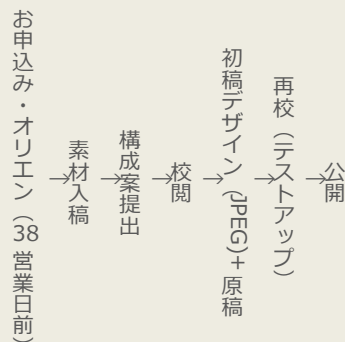 お申込み・オリエン（38営業日前）
→
素材入稿
→
構成案提出
→
校閲
→
初稿デザイン（JPEG)＋原稿
→
再校（テストアップ）
→
公開